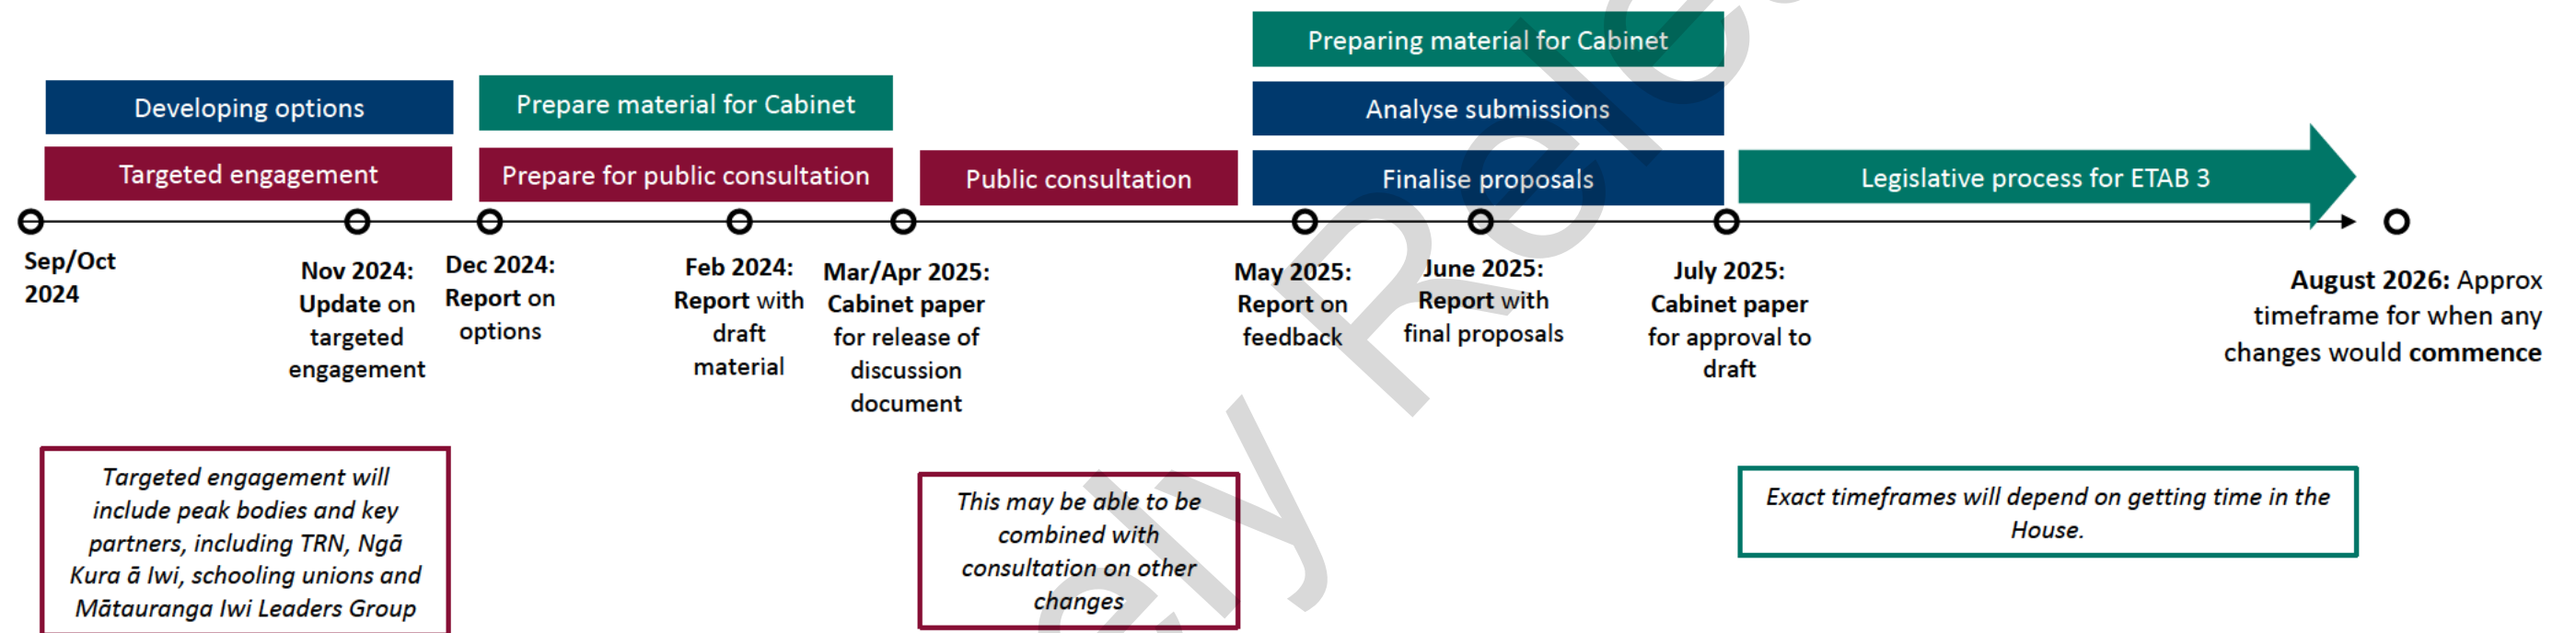 Preparing material for Cabinet
Developing options
Prepare material for Cabinet
Analyse submissions
Targeted engagement
Prepare for public consultation
Public consultation
Finalise proposals
Legislative process for ETAB 3
Sep/Oct
2024
Nov 2024:
Update on
targeted
engagement
Dec 2024:
Report on
options
Feb 2024:
Report with
draft
material
Mar/Apr 2025:
Cabinet paper
for release of
discussion
document
May 2025:
Report on
feedback
June 2025:
Report with
final proposals
July 2025:
Cabinet paper
for approval to
draft
August 2026: Approx
timeframe for when any
changes would commence
Targeted engagement will
include peak bodies and key
partners, including TRN, Ngā
Kura ā Iwi, schooling unions and
Mātauranga Iwi Leaders Group
This may be able to be
combined with
consultation on other
changes
Exact timeframes will depend on getting time in the
House.
ely Rele